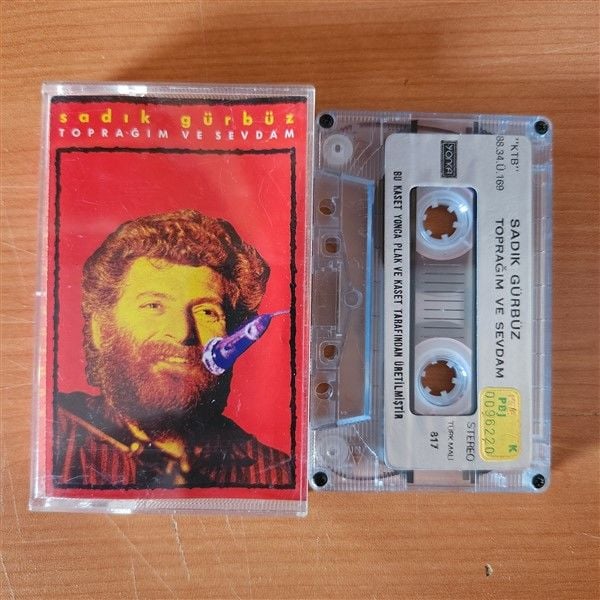 sadık gürbüz
TOPRAĞIM VE SEVDAM
"KTB"
88.34.Ü.169
YONCA
SADIK GÜRBÜZ
TOPRAĞIM VE SEVDAM
BU KASET YONCA PLAK VE KASET TARAFINDAN ÜRETİLMİŞTİR
STEREO
TÜRK MALI
817
PBJ K
0096220